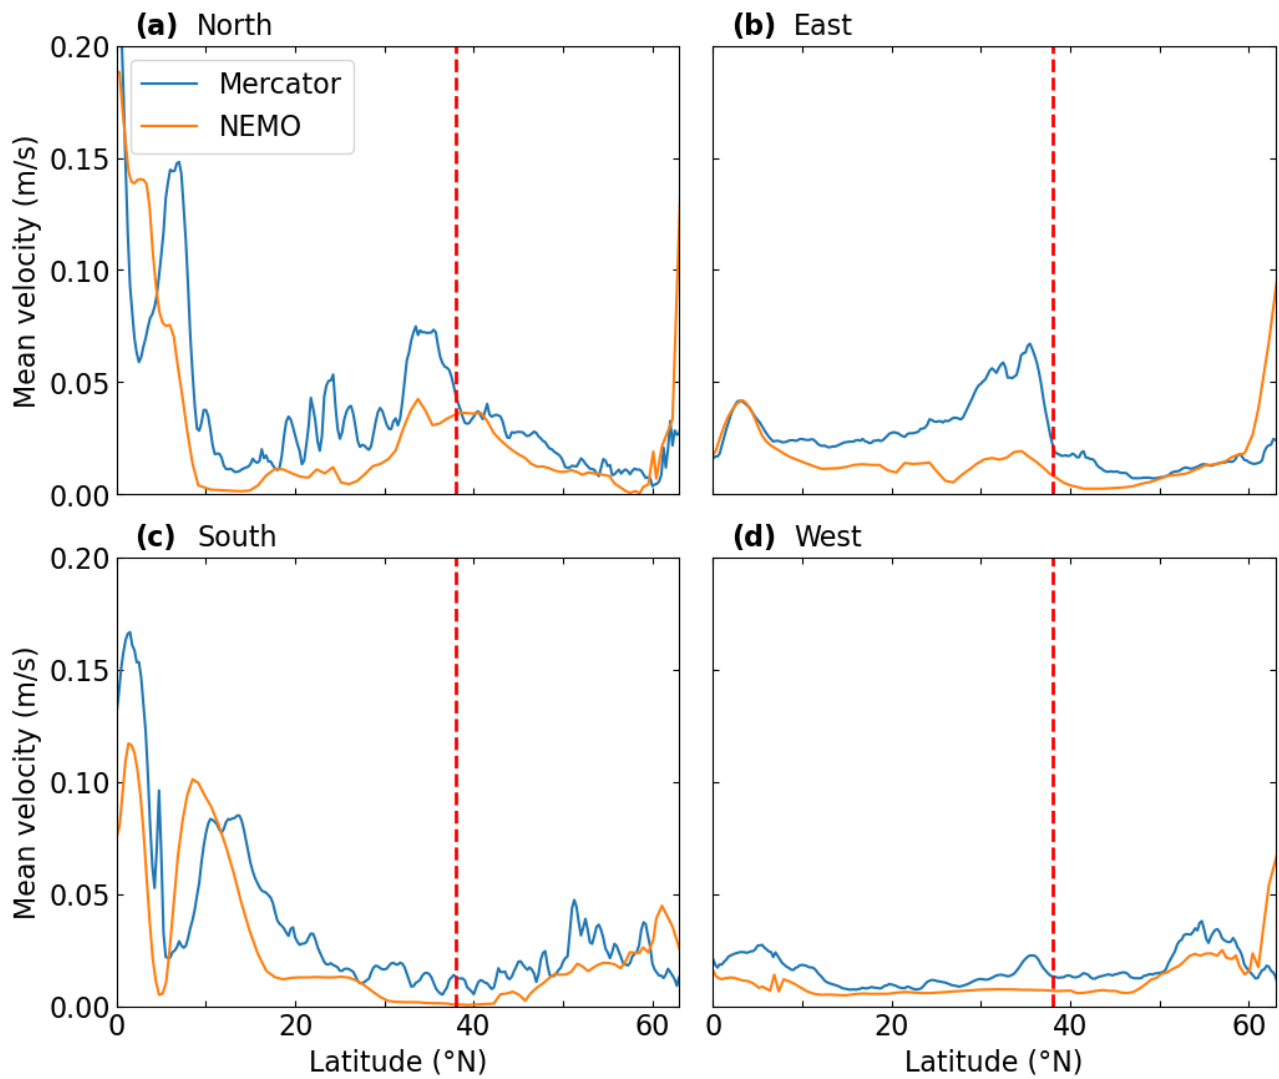 (a) North
(b) East
0.20
0.15
0.10
0.05
0.00
Mean velocity (m/s)
Mercator
NEMO
(c) South
(d) West
0.20
0.15
0.10
0.05
0.00
Mean velocity (m/s)
0 20 40 60
0 20 40 60
Latitude (°N)
Latitude (°N)